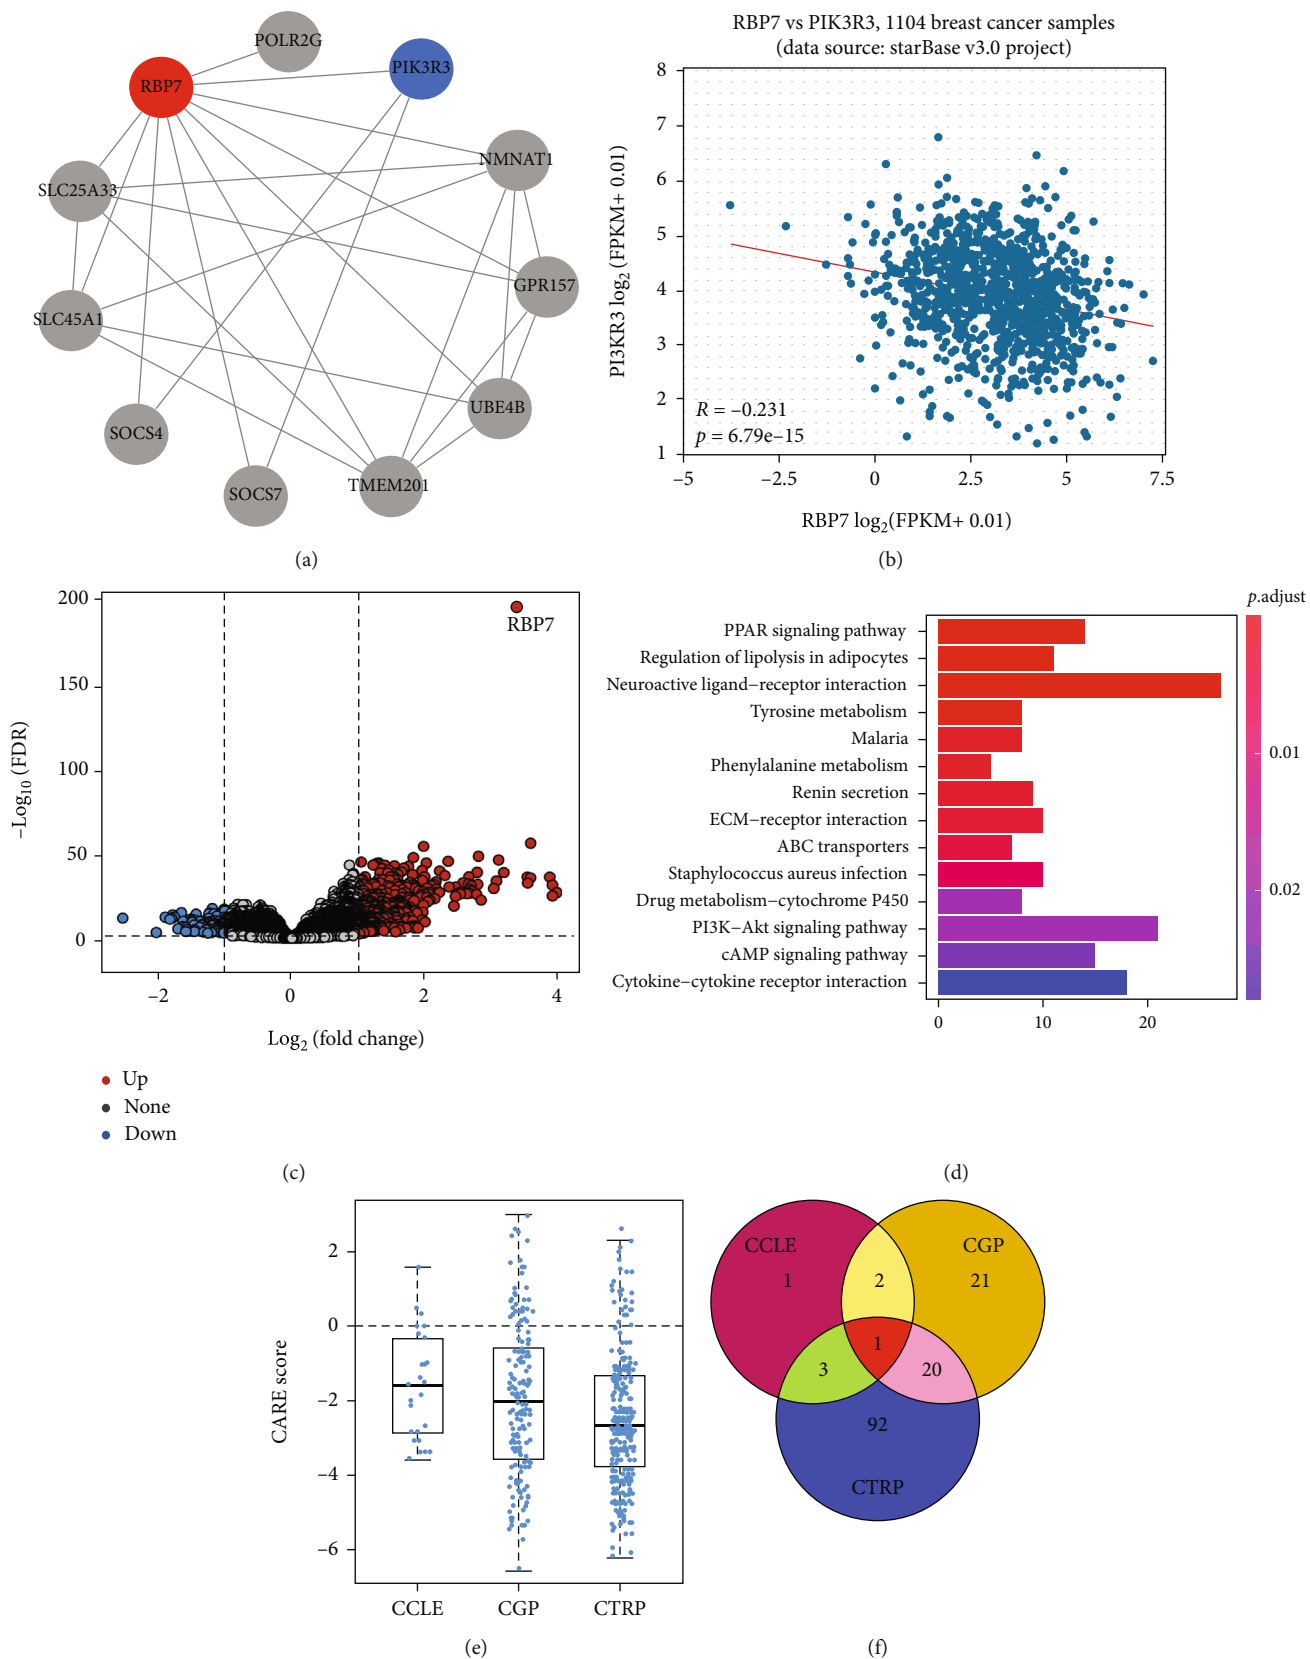 POLR2G
PIK3R3
RBP7
NMNAT1
SLC25A33
GPR157
SLC45A1
UBE4B
SOCS4
TMEM201
SOCS7
(a)
RBP7 vs PIK3R3, 1104 breast cancer samples
(data source: starBase v3.0 project)
8
7
6
5
4
3
2
1
PI3KR3 log2 (FPKM+ 0.01)
R = –0.231
p = 6.79e–15
–5
–2.5
0
2.5
5
7.5
RBP7 log2(FPKM+ 0.01)
(b)
200
150
100
50
0
–Log10 (FDR)
RBP7
–2
0
2
4
Log2 (fold change)
Up
None
Down
(c)
p.adjust
PPAR signaling pathway
Regulation of lipolysis in adipocytes
Neuroactive ligand–receptor interaction
Tyrosine metabolism
Malaria
Phenylalanine metabolism
Renin secretion
ECM–receptor interaction
ABC transporters
Staphylococcus aureus infection
Drug metabolism–cytochrome P450
PI3K–Akt signaling pathway
cAMP signaling pathway
Cytokine–cytokine receptor interaction
0
10
20
0.01
0.02
(d)
2
0
–2
–4
–6
CARE score
CCLE
CGP
CTRP
(e)
CCLE
CGP
1
2
21
1
3
20
92
CTRP
(f)